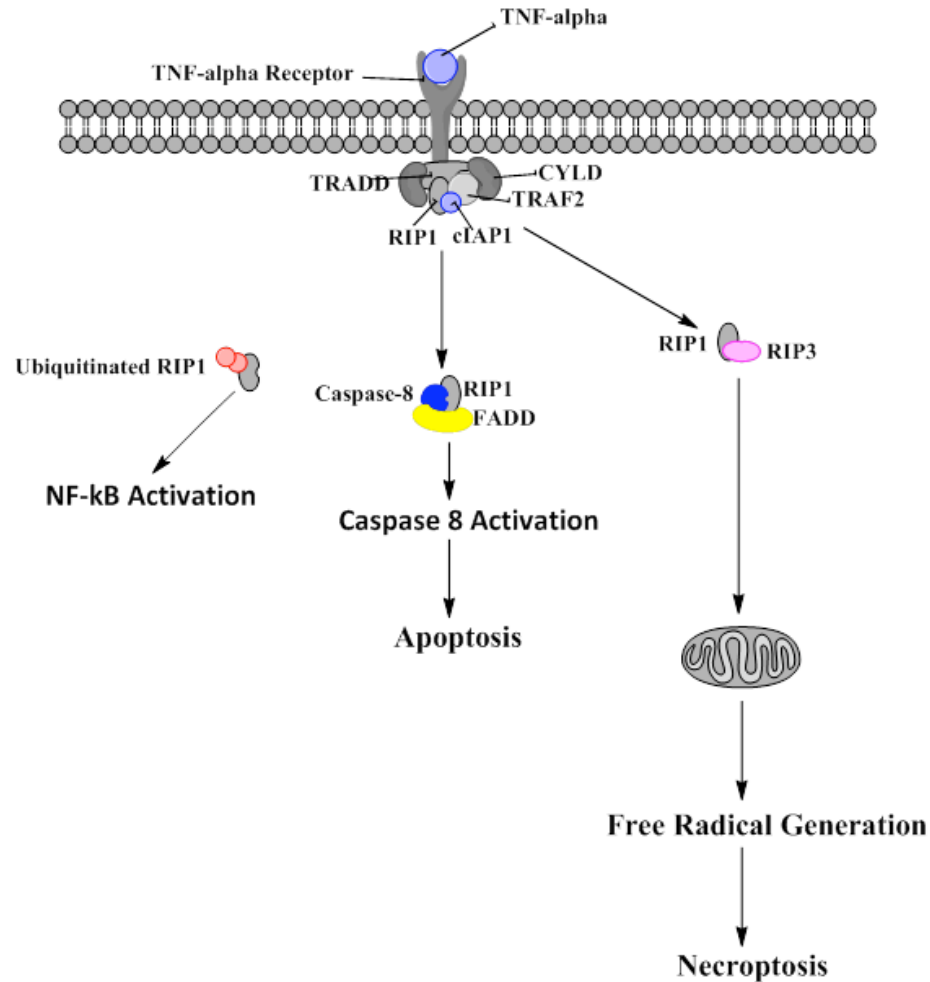 TNF-alpha
TNF-alpha Receptor
TRADD
CYLD
TRAF2
RIP1
cIAP1
RIP1
RIP3
Ubiquitinated RIP1
Caspase-8
RIP1
FADD
NF-kB Activation
Caspase 8 Activation
Apoptosis
Free Radical Generation
Necroptosis